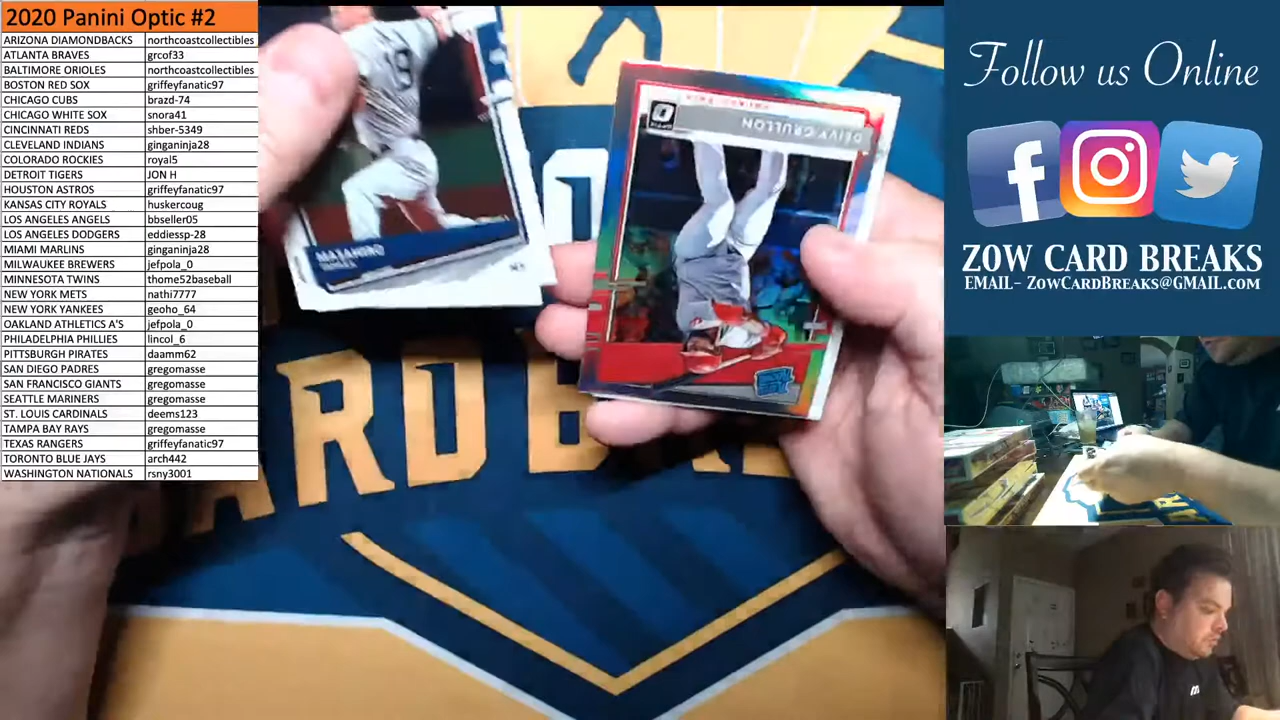 2020 Panini Optic #2
ARIZONA DIAMONDBACKS northcoastcollectibles
ATLANTA BRAVES grcof33
BALTIMORE ORIOLES northcoastcollectibles
BOSTON RED SOX griffeyfanatic97
CHICAGO CUBS brazd-74
CHICAGO WHITE SOX snora41
CINCINNATI REDS shber-5349
CLEVELAND INDIANS ginganinja28
COLORADO ROCKIES royal5
DETROIT TIGERS JON H
HOUSTON ASTROS griffeyfanatic97
KANSAS CITY ROYALS huskercoug
LOS ANGELES ANGELS bbseller05
LOS ANGELES DODGERS eddiessp-28
MIAMI MARLINS ginganinja28
MILWAUKEE BREWERS jefpola_0
MINNESOTA TWINS thome52baseball
NEW YORK METS nathi7777
NEW YORK YANKEES geoho_64
OAKLAND ATHLETICS A'S jefpola_0
PHILADELPHIA PHILLIES lincol_6
PITTSBURGH PIRATES daamm62
SAN DIEGO PADRES gregomasse
SAN FRANCISCO GIANTS gregomasse
SEATTLE MARINERS gregomasse
ST. LOUIS CARDINALS deems123
TAMPA BAY RAYS gregomasse
TEXAS RANGERS griffeyfanatic97
TORONTO BLUE JAYS arch442
WASHINGTON NATIONALS rsny3001
19
MASAHIRO
TANAKA
DEIVY GRULLON
ARD B
Follow us Online
ZOW CARD BREAKS
EMAIL- ZowCardBreaks@gmail.com